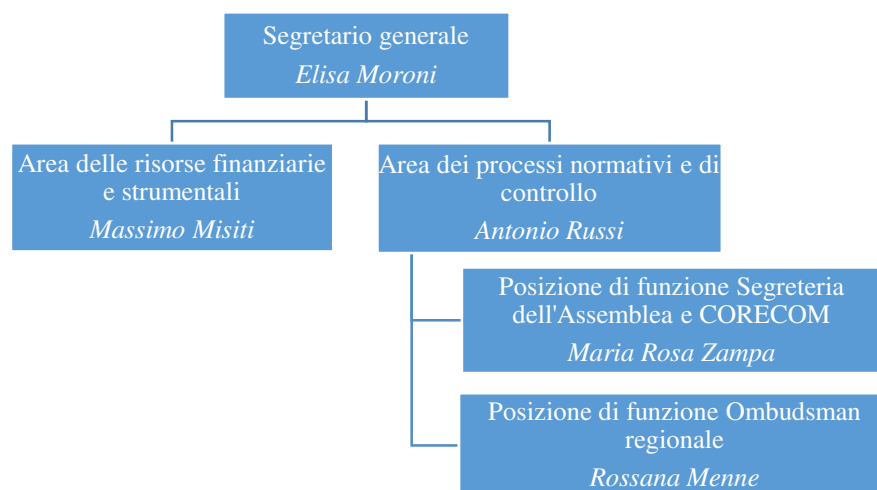 Segretario generale
Elisa Moroni
Area delle risorse finanziarie
e strumentali
Massimo Misiti
Area dei processi normativi e di
controllo
Antonio Russi
Posizione di funzione Segreteria
dell'Assemblea e CORECOM
Maria Rosa Zampa
Posizione di funzione Ombudsman
regionale
Rossana Menne